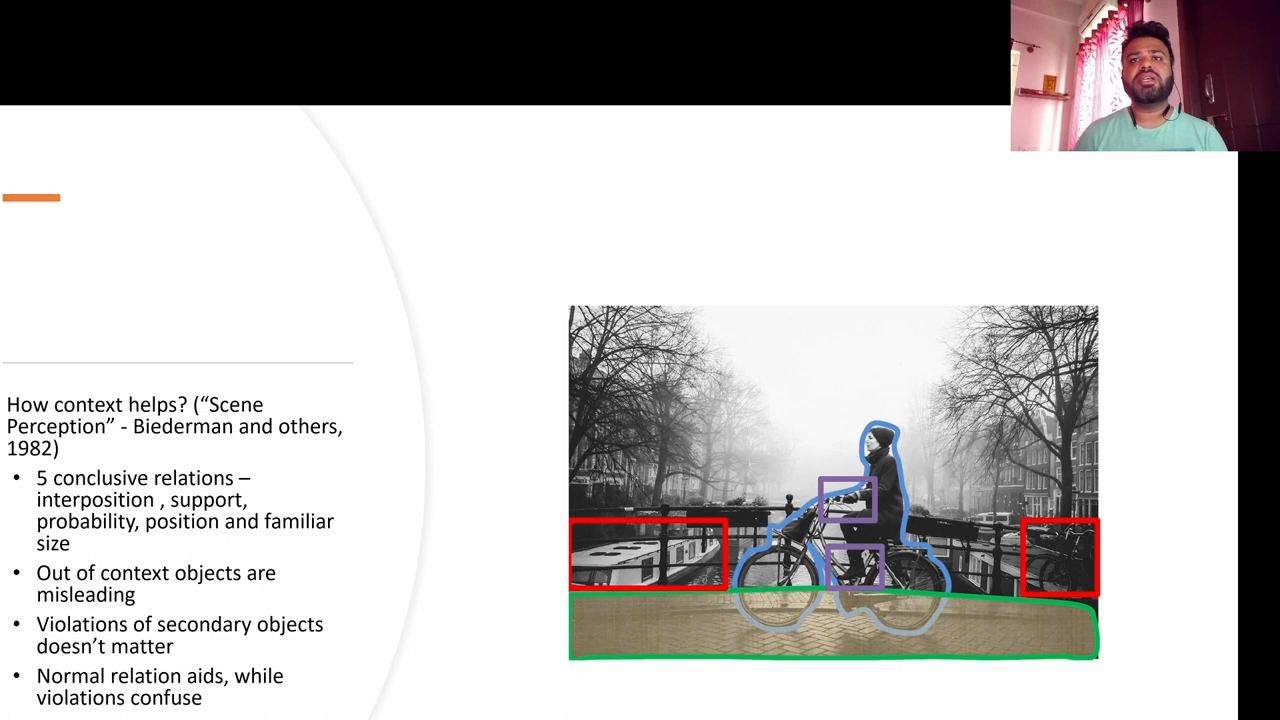 How context helps? (“Scene
Perception” - Biederman and others,
1982)
• 5 conclusive relations –
interposition , support,
probability, position and familiar
size
• Out of context objects are
misleading
• Violations of secondary objects
doesn’t matter
• Normal relation aids, while
violations confuse